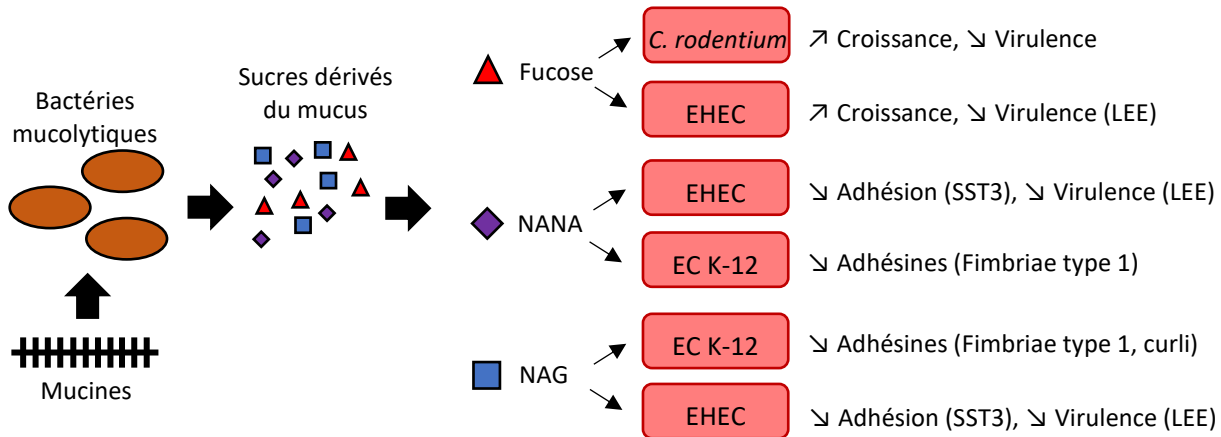 Bactéries
mucolytiques
Mucines
Sucres dérivés
du mucus
Fucose
C. rodentium
↗ Croissance, ↘ Virulence
EHEC
↗ Croissance, ↘ Virulence (LEE)
NANA
EHEC
↘ Adhésion (SST3), ↘ Virulence (LEE)
EC K-12
↘ Adhésines (Fimbriae type 1)
NAG
EC K-12
↘ Adhésines (Fimbriae type 1, curli)
EHEC
↘ Adhésion (SST3), ↘ Virulence (LEE)